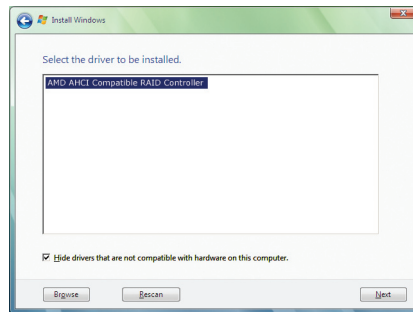 Install Windows
Select the driver to be installed.
AMD AHCI Compatible RAID Controller
Hide drivers that are not compatible with hardware on this computer.
Browse
Rescan
Next